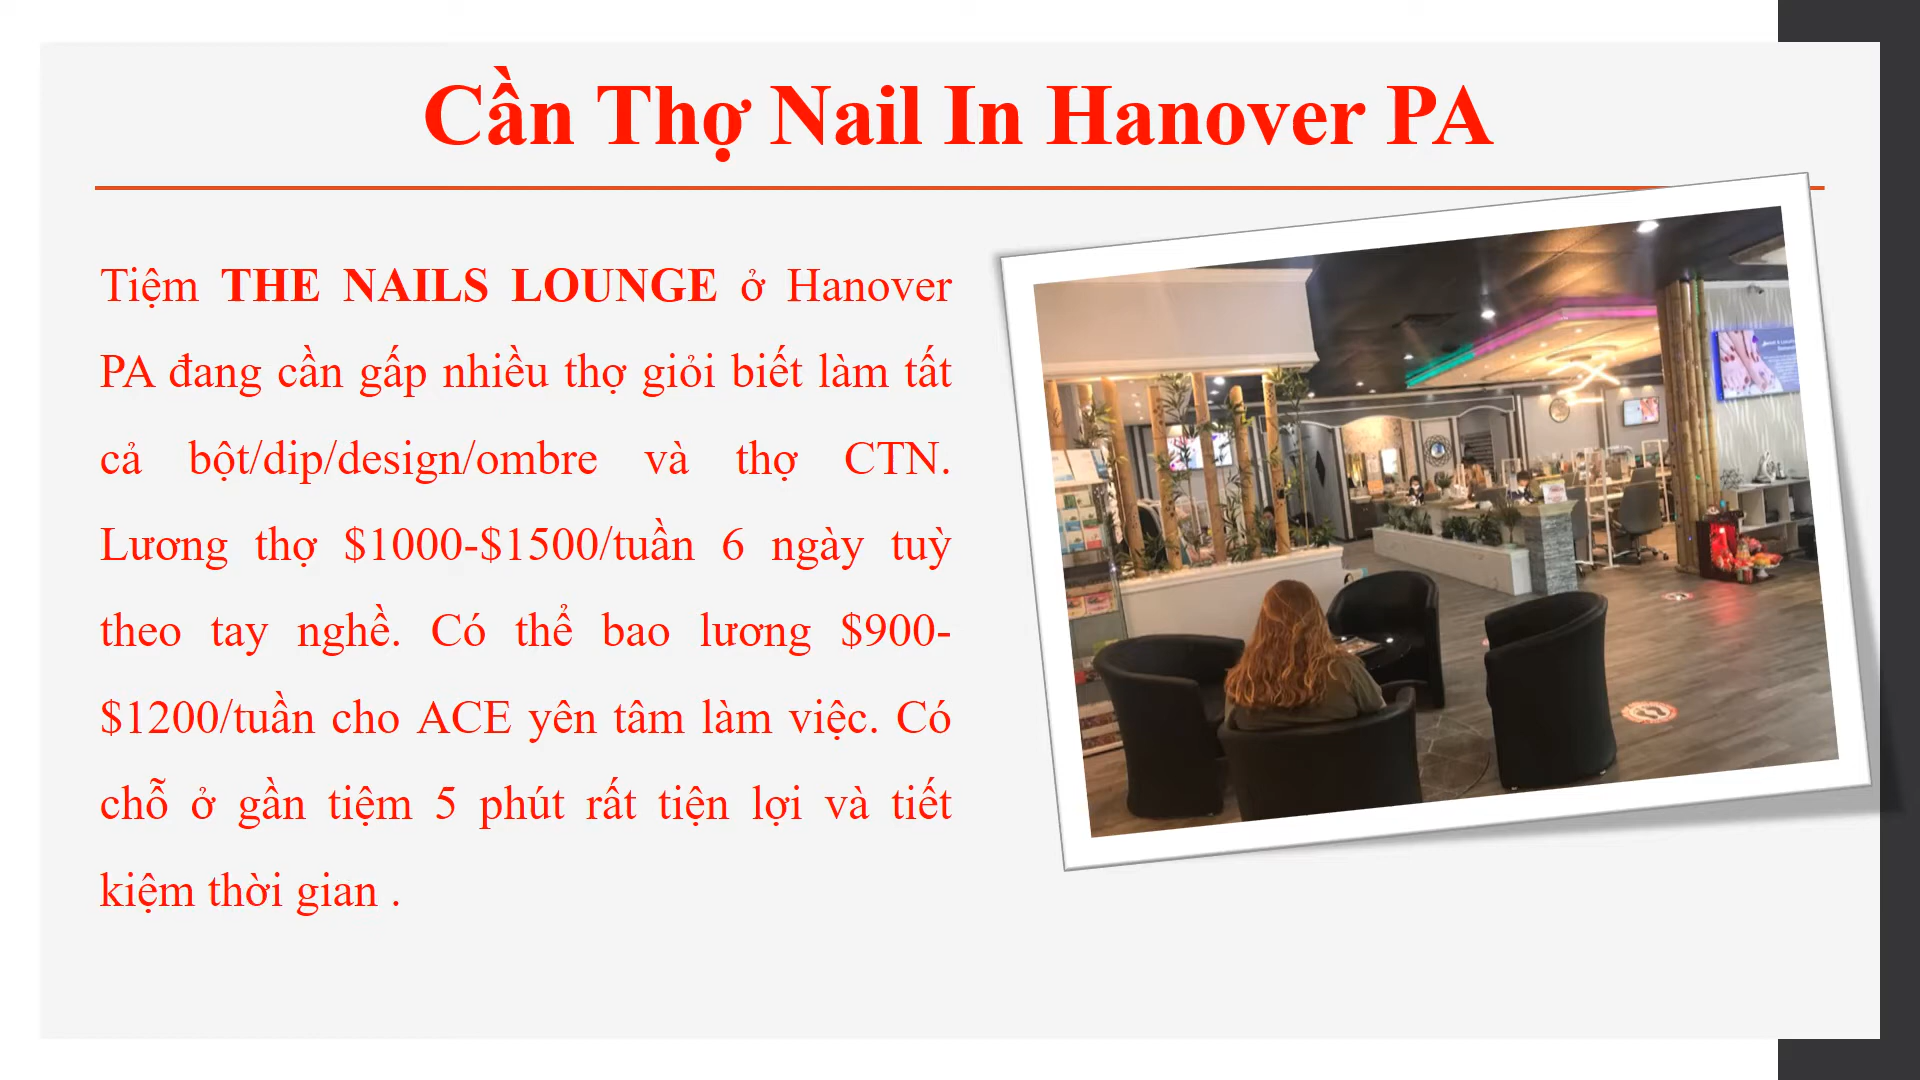 Cần Thợ Nail In Hanover PA
Tiệm THE NAILS LOUNGE ở Hanover
PA đang cần gấp nhiều thợ giỏi biết làm tất
cả bột/dip/design/ombre và thợ CTN.
Lương thợ $1000-$1500/tuần 6 ngày tuỳ
theo tay nghề. Có thể bao lương $900-
$1200/tuần cho ACE yên tâm làm việc. Có
chỗ ở gần tiệm 5 phút rất tiện lợi và tiết
kiệm thời gian .